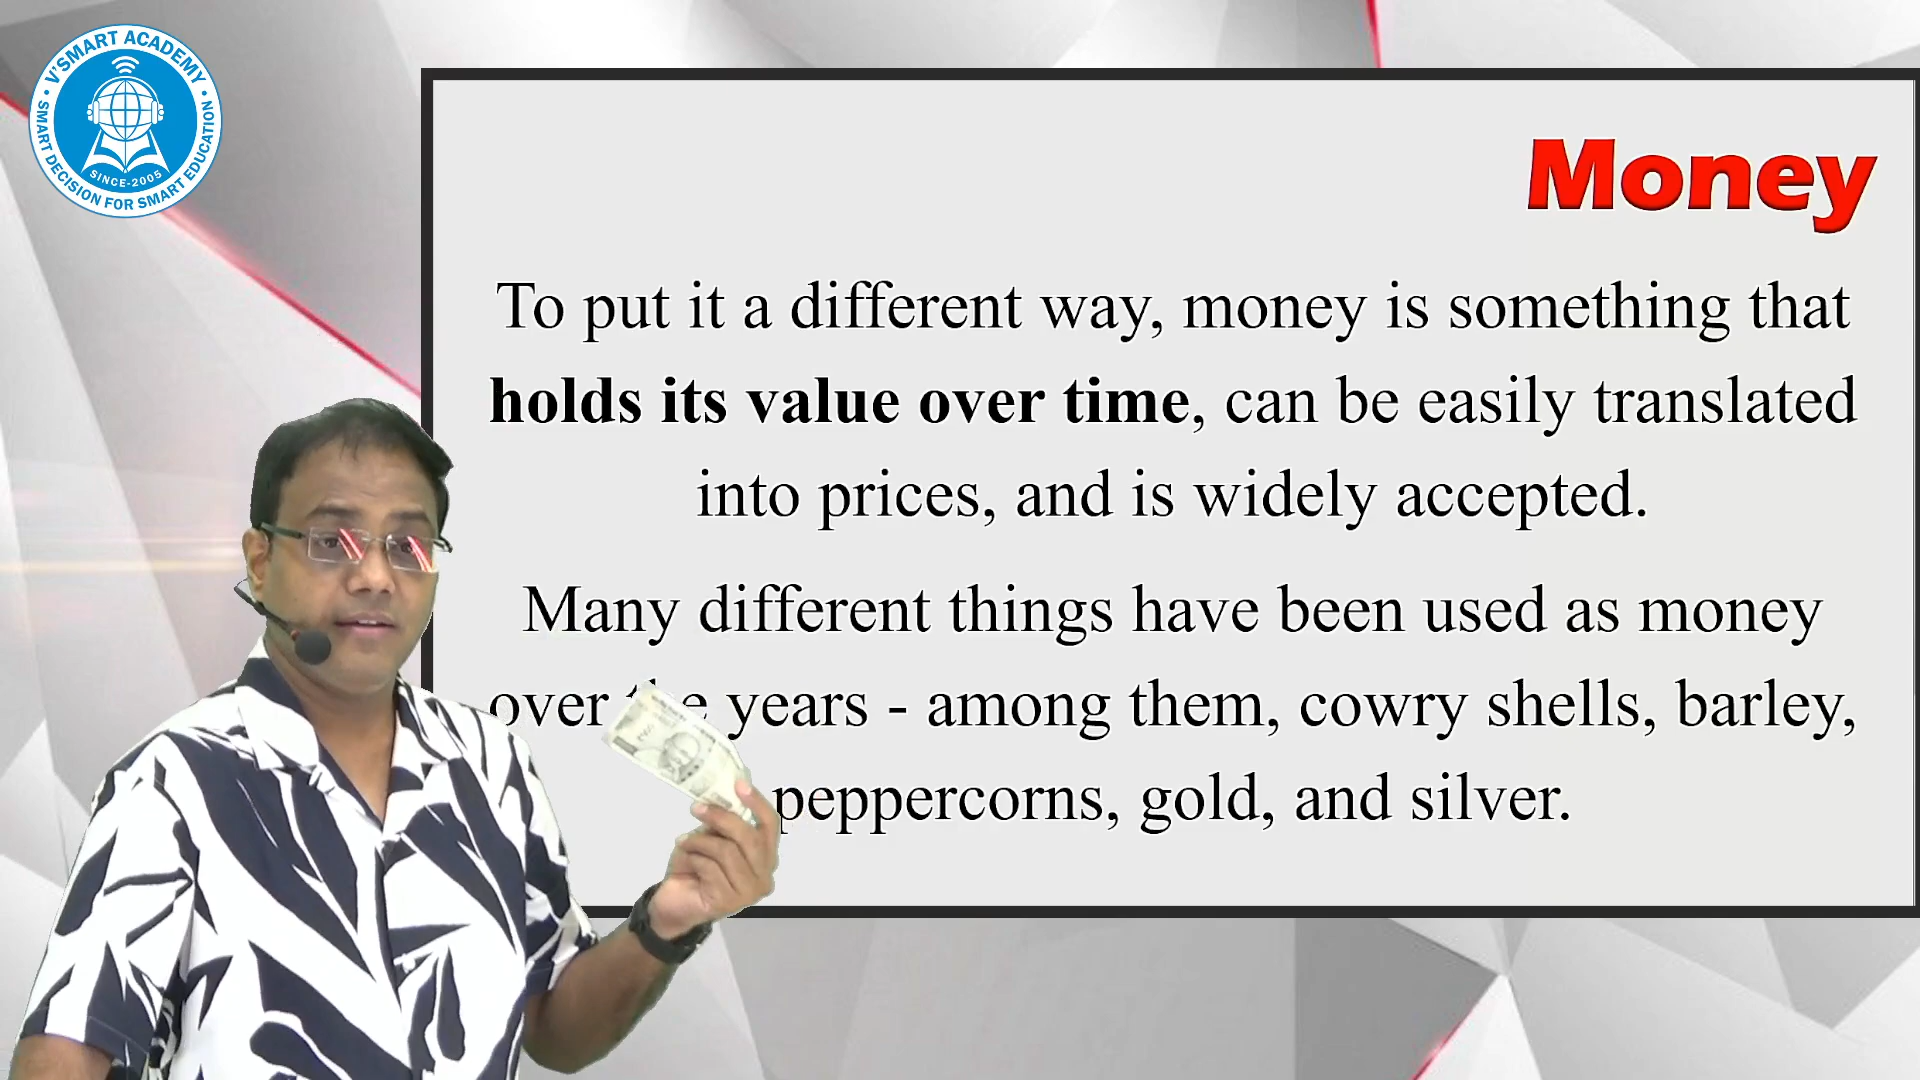 V'SMART ACADEMY
SMART DECISION FOR SMART EDUCATION
SINCE-2005
Money
To put it a different way, money is something that
holds its value over time, can be easily translated
into prices, and is widely accepted.
Many different things have been used as money
over the years - among them, cowry shells, barley,
peppercorns, gold, and silver.